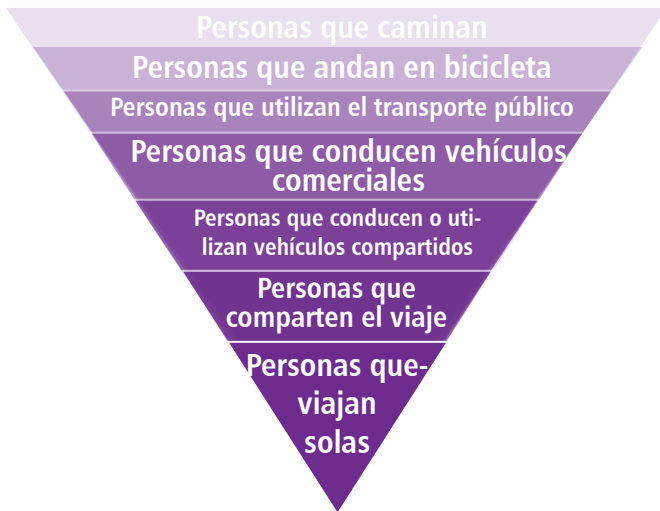 Personas que caminan
Personas que andan en bicicleta
Personas que utilizan el transporte público
Personas que conducen vehículos
comerciales
Personas que conducen o uti-
lizan vehículos compartidos
Personas que
comparten el viaje
Personas que-
viajan
solas